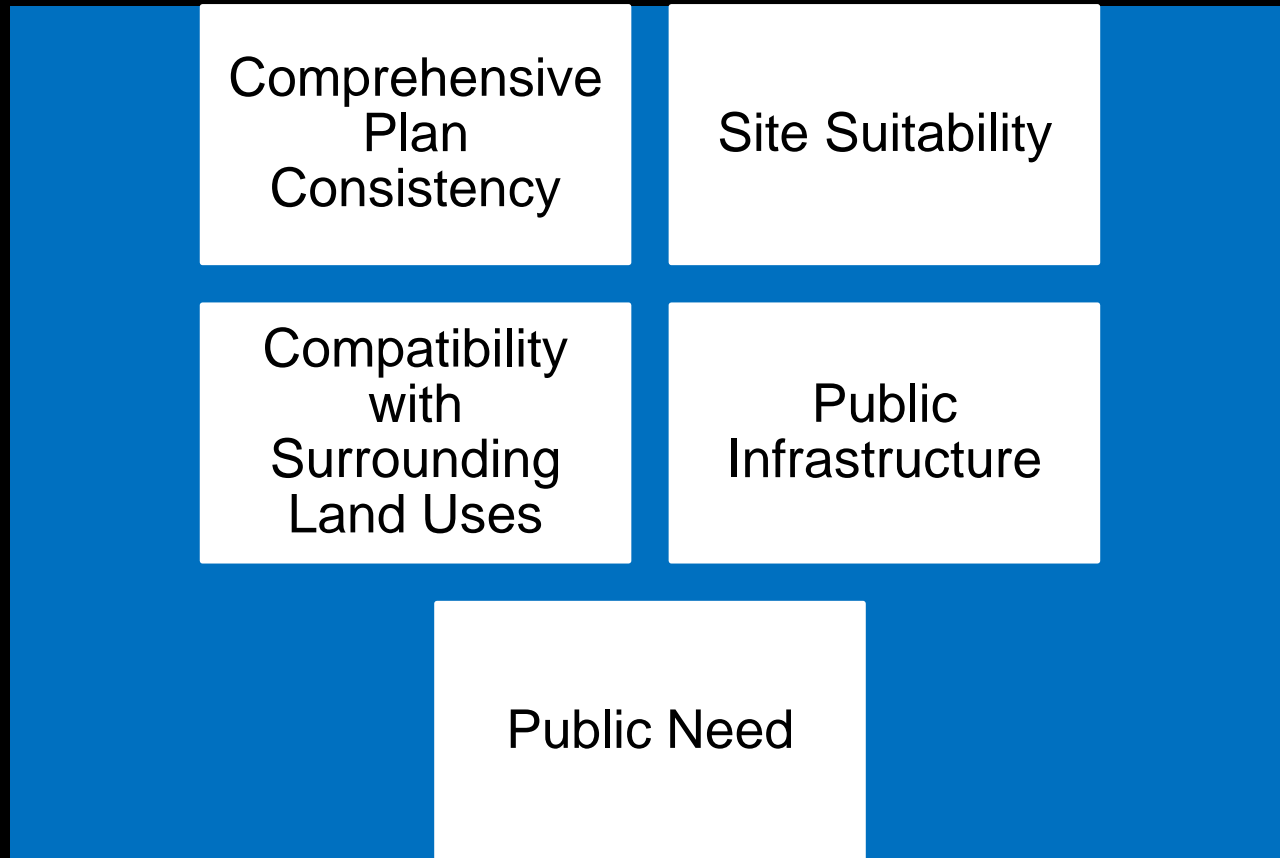 Comprehensive
Plan
Consistency
Site Suitability
Compatibility
with
Surrounding
Land Uses
Public
Infrastructure
Public Need